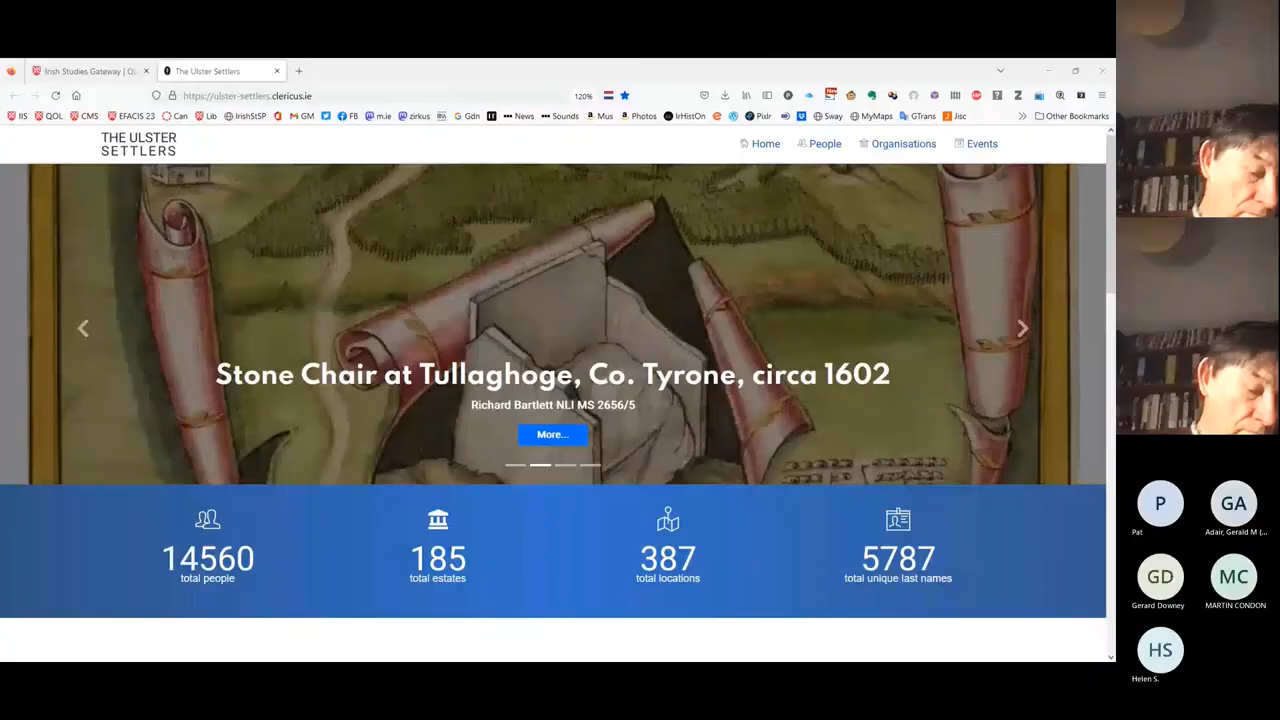 Irish Studies Gateway | Qu
The Ulster Settlers
https://ulster-settlers.clericus.ie
120%
New
IIS
QOL
CMS
EFACIS 23
Can
Lib
IrishStSP
GM
FB
m.ie
zirkus
Gdn
News
Sounds
Mus
Photos
IrHistOn
Pixlr
Sway
MyMaps
GTrans
Jisc
Other Bookmarks
THE ULSTER
SETTLERS
Home
People
Organisations
Events
Stone Chair at Tullaghoge, Co. Tyrone, circa 1602
Richard Bartlett NLI MS 2656/5
More...
14560
total people
185
total estates
387
total locations
5787
total unique last names
P
Pat
GA
Adair, Gerald M (...
GD
Gerard Downey
MC
MARTIN CONDON
HS
Helen S.